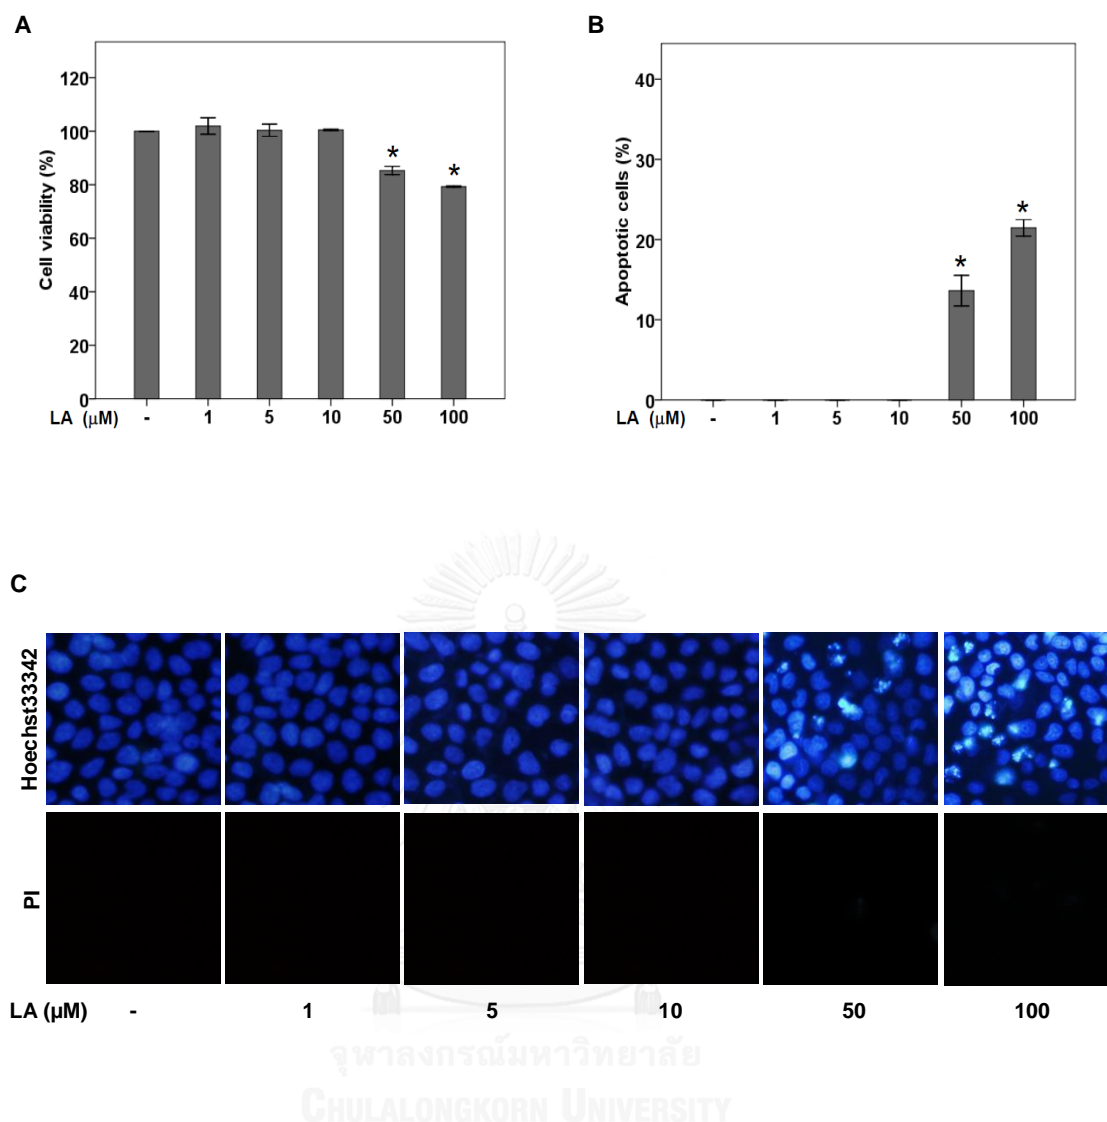 A
Cell viability (%)
120
100
80
60
40
20
0
LA (μM) - 1 5 10 50 100
* *
B
Apoptotic cells (%)
40
30
20
10
0
LA (μM) - 1 5 10 50 100
* *
C
Hoechst33342
PI
LA (μM) - 1 5 10 50 100
จุฬาลงกรณ์มหาวิทยาลัย
CHULALONGKORN UNIVERSITY